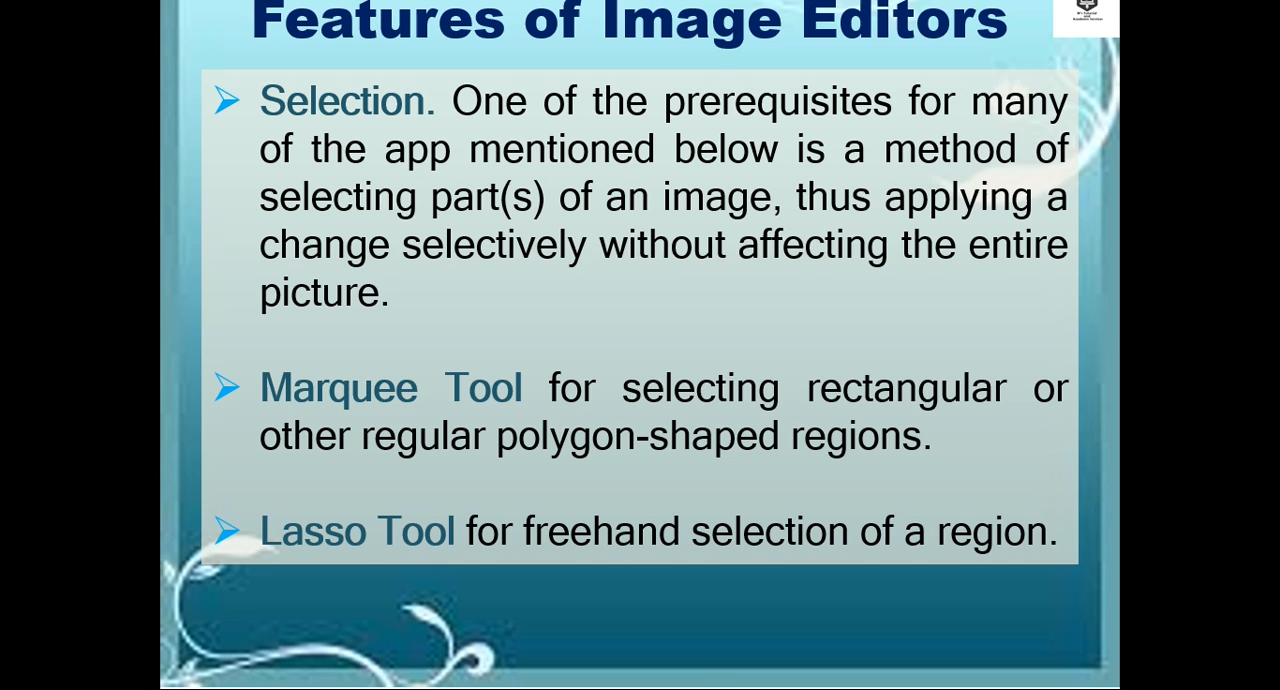 Features of Image Editors
Selection. One of the prerequisites for many
of the app mentioned below is a method of
selecting part(s) of an image, thus applying a
change selectively without affecting the entire
picture.
Marquee Tool for selecting rectangular or
other regular polygon-shaped regions.
Lasso Tool for freehand selection of a region.